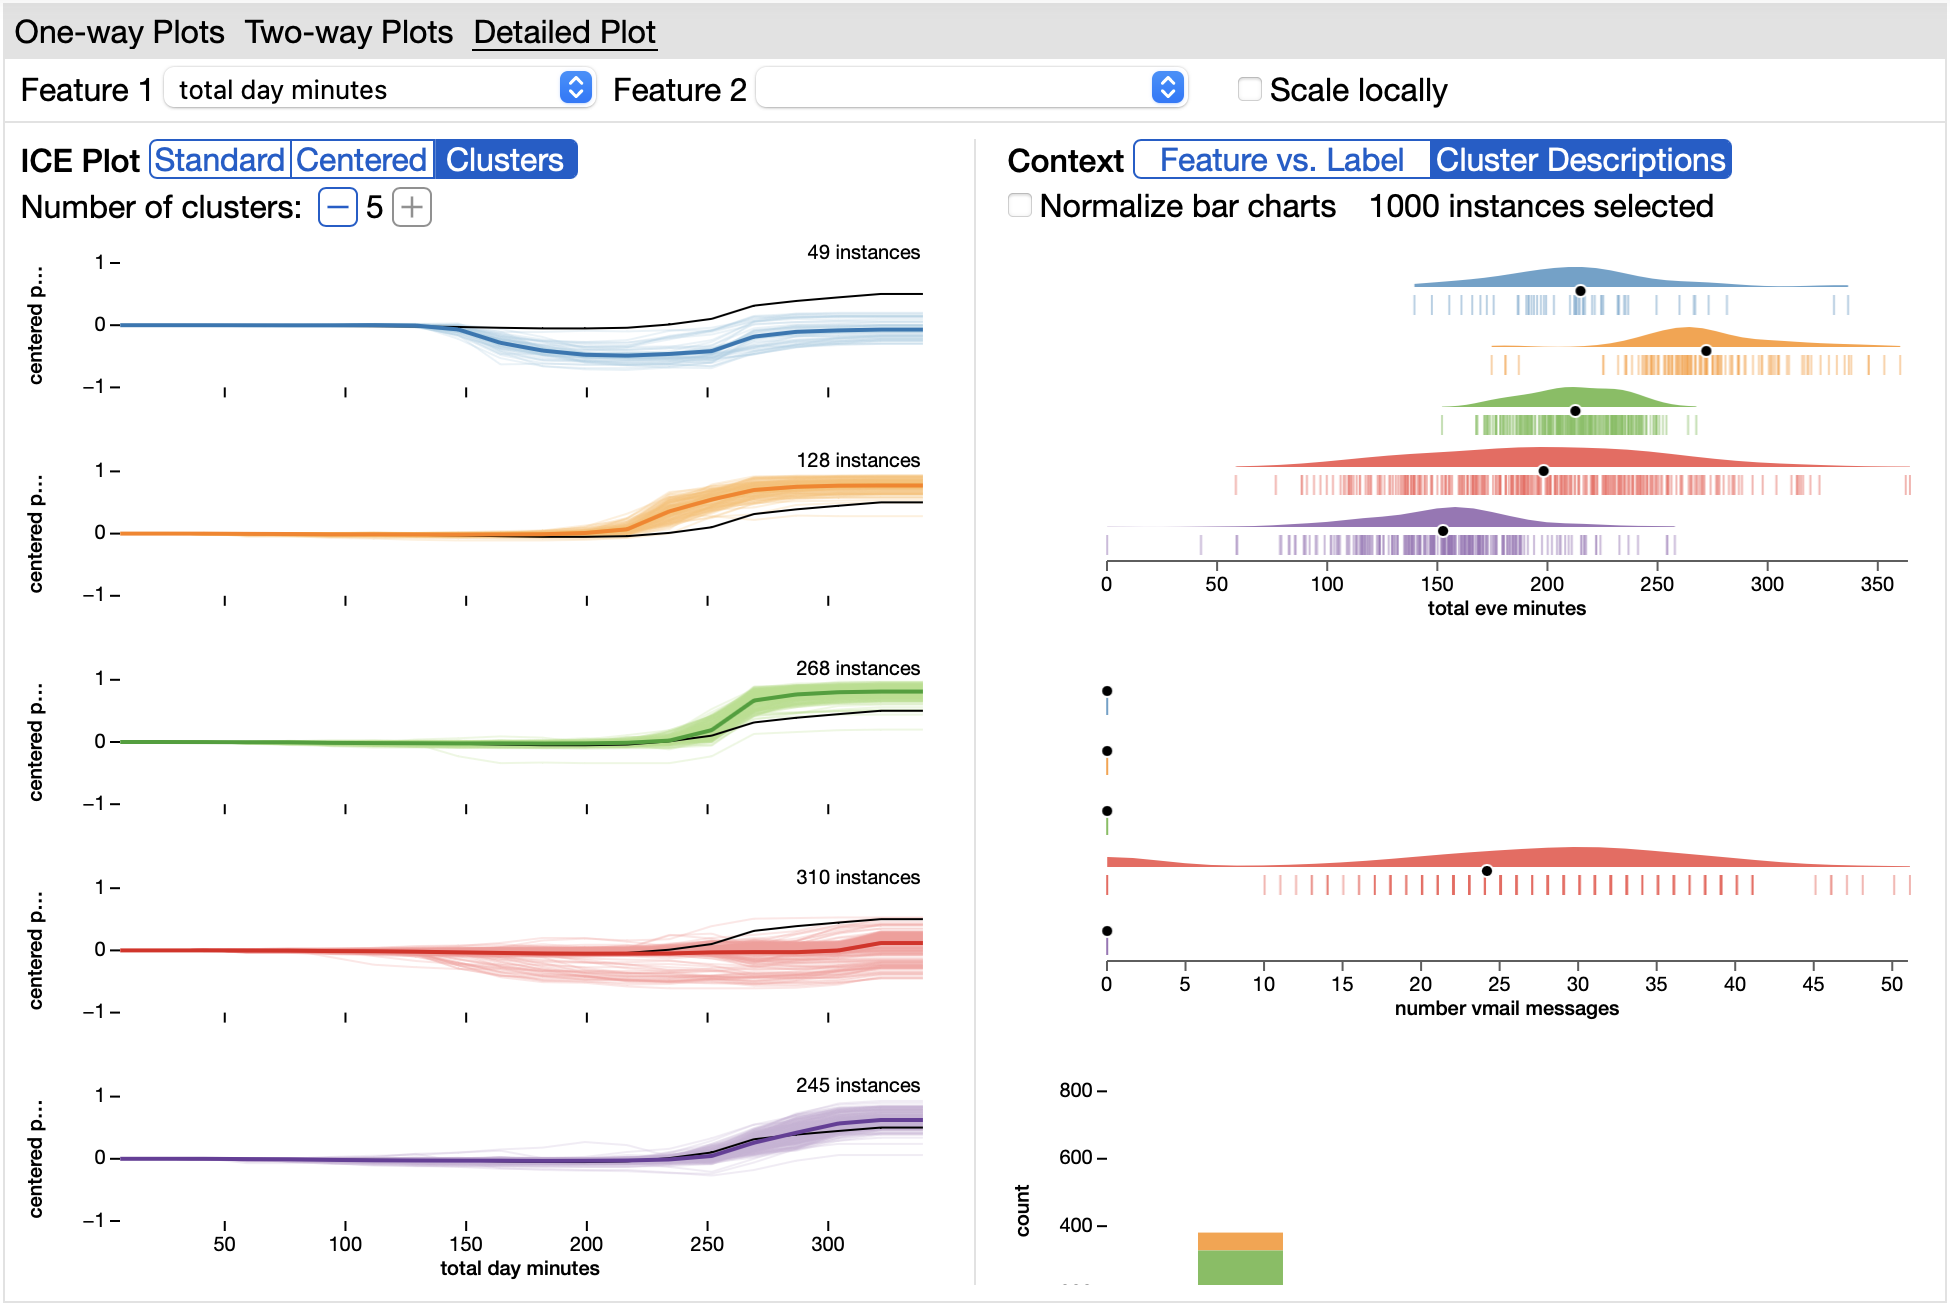 One-way Plots Two-way Plots Detailed Plot
Feature 1 total day minutes Feature 2 Scale locally
ICE Plot Standard Centered Clusters
Number of clusters: − 5 +
49 instances
centered p...
1
0
−1
128 instances
centered p...
1
0
−1
268 instances
centered p...
1
0
−1
310 instances
centered p...
1
0
−1
245 instances
centered p...
1
0
−1
50 100 150 200 250 300
total day minutes
Context Feature vs. Label Cluster Descriptions
Normalize bar charts 1000 instances selected
0 50 100 150 200 250 300 350
total eve minutes
0 5 10 15 20 25 30 35 40 45 50
number vmail messages
800
600
400
count